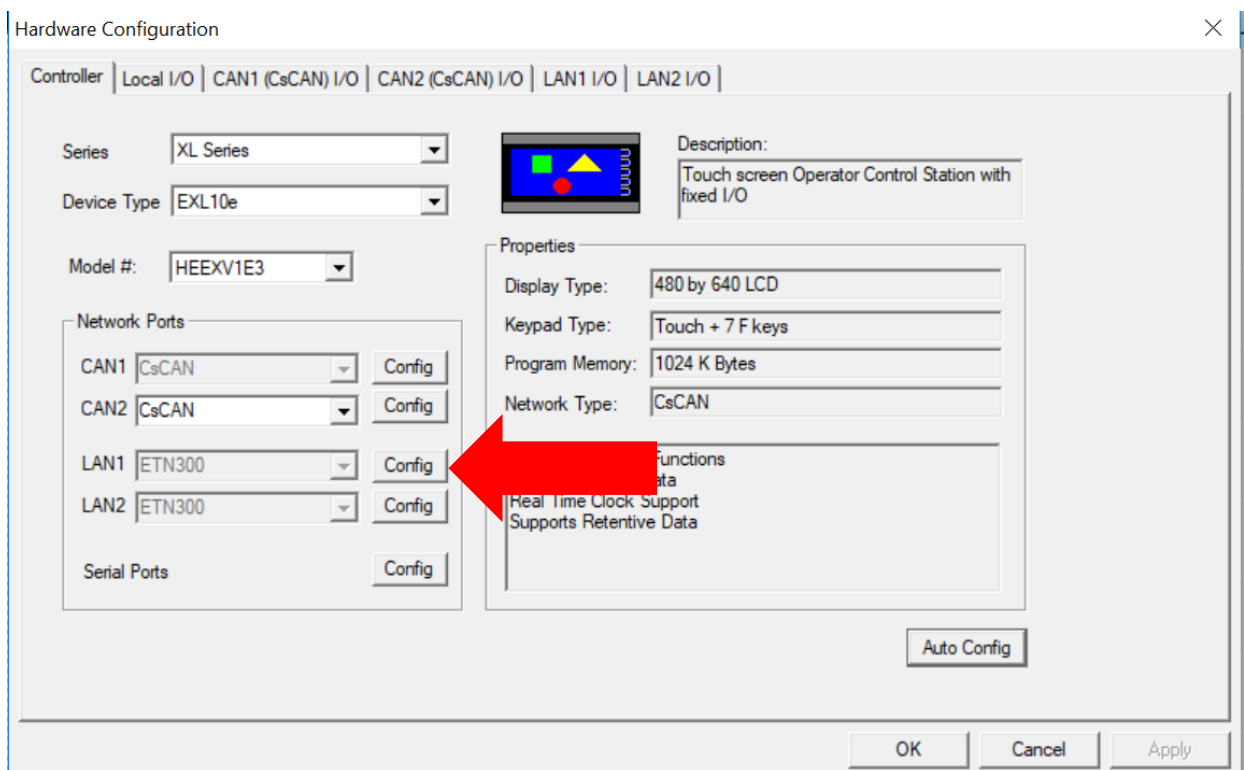 Hardware Configuration
Controller Local I/O CAN1 (CsCAN) I/O CAN2 (CsCAN) I/O LAN1 I/O LAN2 I/O
Series XL Series
Device Type EXL10e
Model #: HEEXV1E3
Description:
Touch screen Operator Control Station with
fixed I/O
Network Ports
CAN1 CsCAN Config
CAN2 CsCAN Config
LAN1 ETN300 Config
LAN2 ETN300 Config
Serial Ports Config
Properties
Display Type: 480 by 640 LCD
Keypad Type: Touch + 7 F keys
Program Memory: 1024 K Bytes
Network Type: CsCAN
Functions
Real Time Clock Support
Supports Retentive Data
Auto Config
OK Cancel Apply